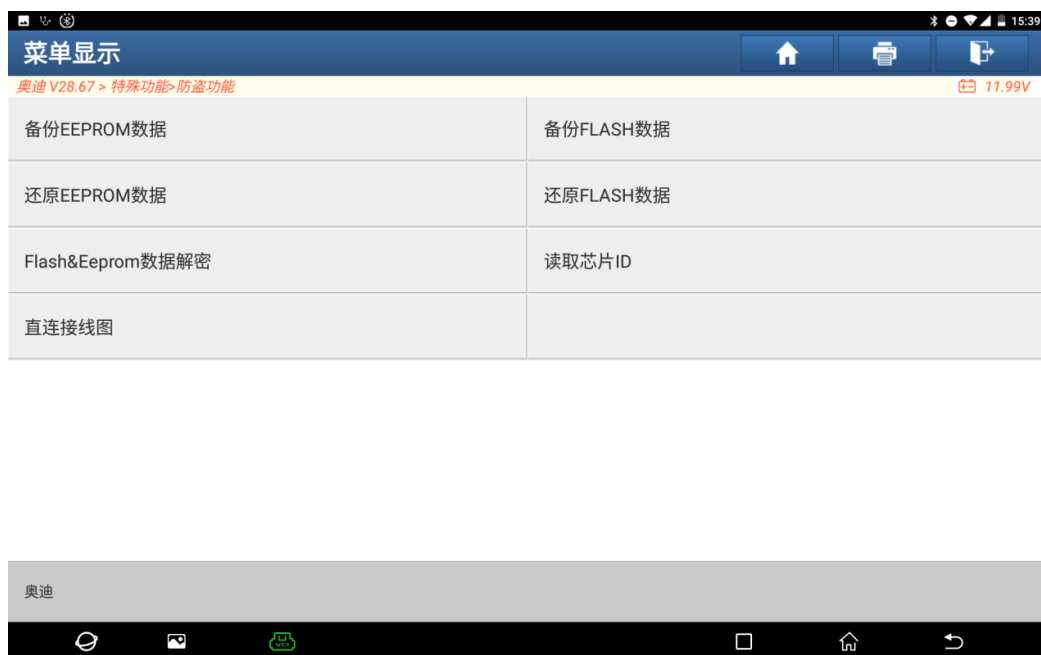 15:39
菜单显示
奥迪 V28.67 > 特殊功能>防盗功能 11.99V
备份EEPROM数据 备份FLASH数据
还原EEPROM数据 还原FLASH数据
Flash&Eeprom数据解密 读取芯片ID
直连接线图
奥迪
VCI